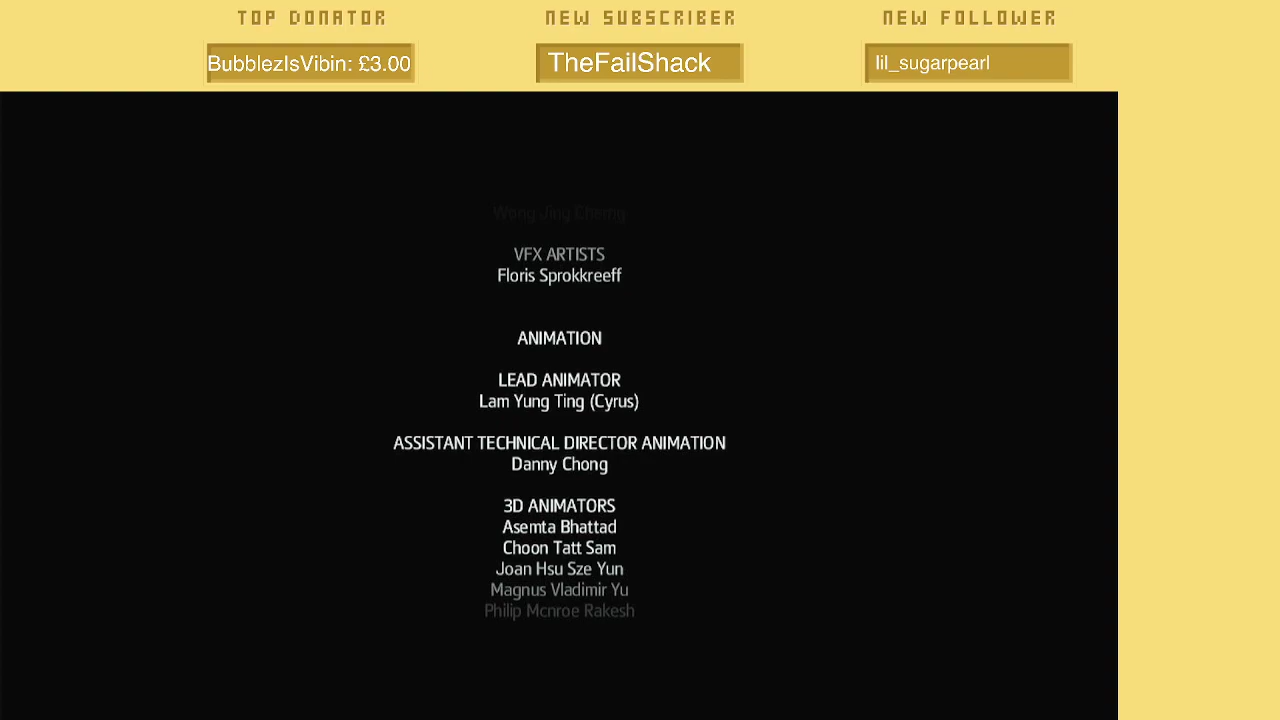 TOP DONATOR
NEW SUBSCRIBER
NEW FOLLOWER
BubblezIsVibin: £3.00
TheFailShack
lil_sugarpearl
VFX ARTISTS
Floris Sprokkreeff
ANIMATION
LEAD ANIMATOR
Lam Yung Ting (Cyrus)
ASSISTANT TECHNICAL DIRECTOR ANIMATION
Danny Chong
3D ANIMATORS
Asemta Bhattad
Choon Tatt Sam
Joan Hsu Sze Yun
Magnus Vladimir Yu
Philip Mcnroe Rakesh